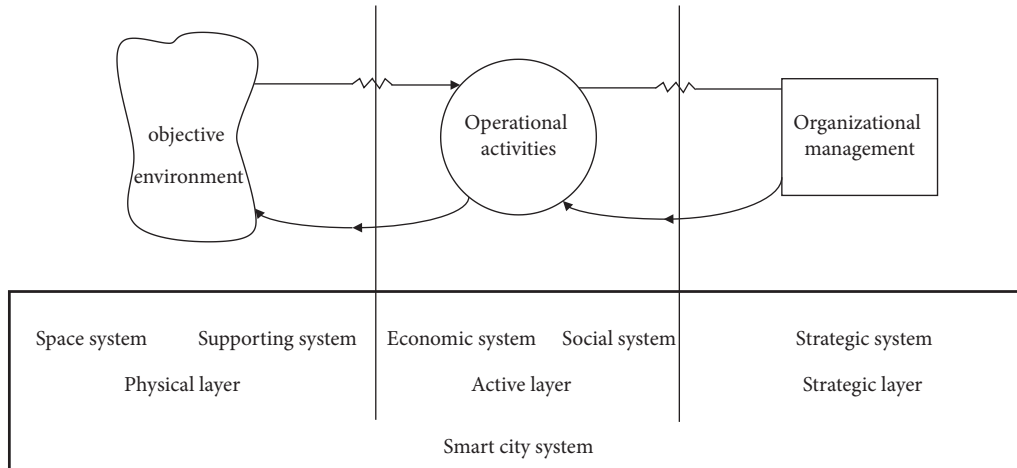 objective
environment
Operational
activities
Organizational
management
Space system Supporting system Economic system Social system Strategic system
Physical layer Active layer Strategic layer
Smart city system